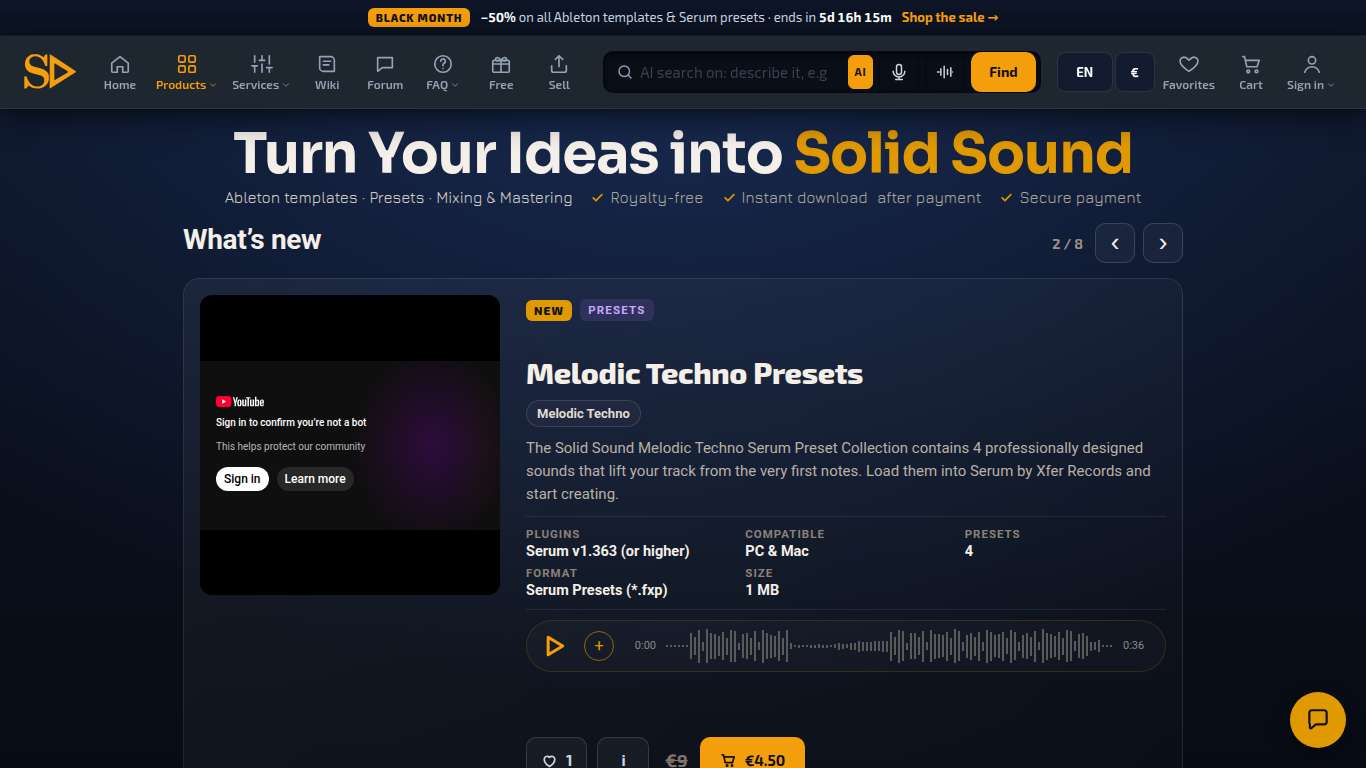 BLACK MONTH −50% on all Ableton templates & Serum presets · ends in 5d 16h 15m Shop the sale →
SD
Home Products Services Wiki Forum FAQ Free Sell AI search on: describe it, e.g AI Find EN € Favorites Cart Sign in
Turn Your Ideas into Solid Sound
Ableton templates · Presets · Mixing & Mastering ✓ Royalty-free ✓ Instant download after payment ✓ Secure payment
What's new 2 / 8 ‹ ›
NEW PRESETS
Melodic Techno Presets
YouTube
Sign in to confirm you're not a bot
This helps protect our community
Sign in Learn more
Melodic Techno
The Solid Sound Melodic Techno Serum Preset Collection contains 4 professionally designed
sounds that lift your track from the very first notes. Load them into Serum by Xfer Records and
start creating.
PLUGINS COMPATIBLE PRESETS
Serum v1.363 (or higher) PC & Mac 4
FORMAT SIZE
Serum Presets (*.fxp) 1 MB
+ 0:00 0:36
1 i €9 €4.50